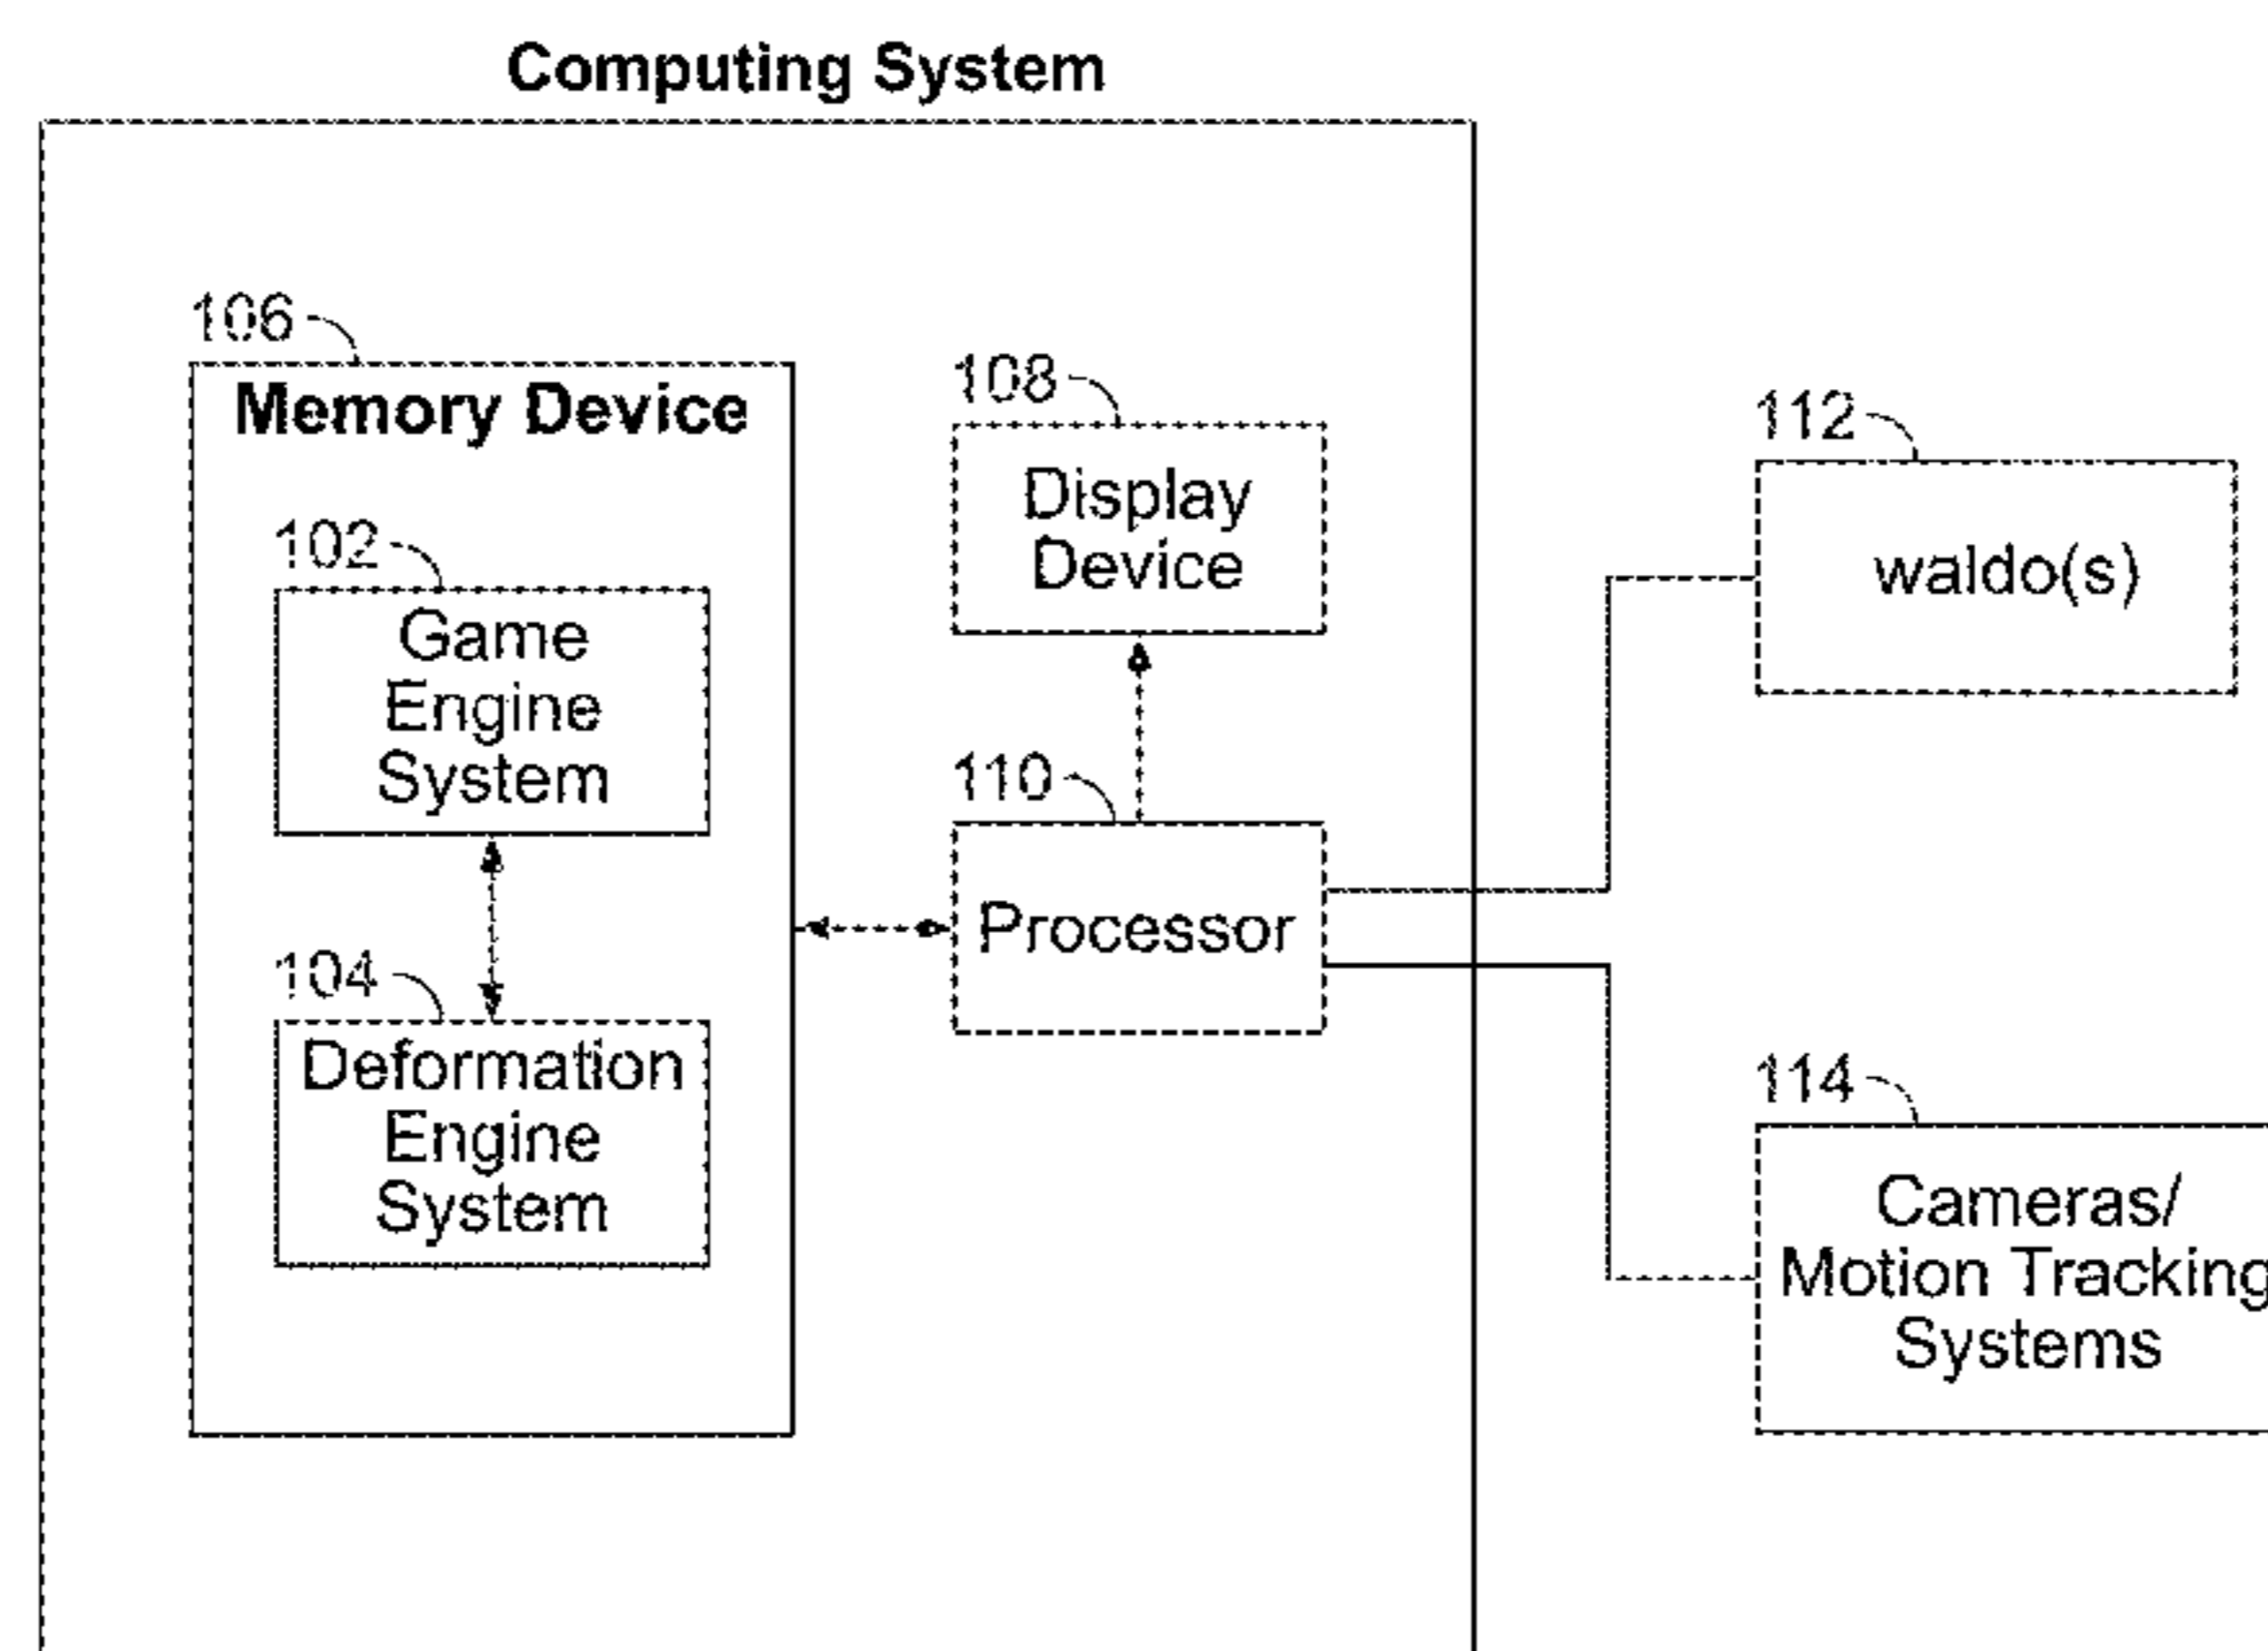 Computing System
106
Memory Device
102
Game
Engine
System
104
Deformation
Engine
System
108
Display
Device
110
Processor
112
waldo(s)
114
Cameras/
Motion Tracking
Systems